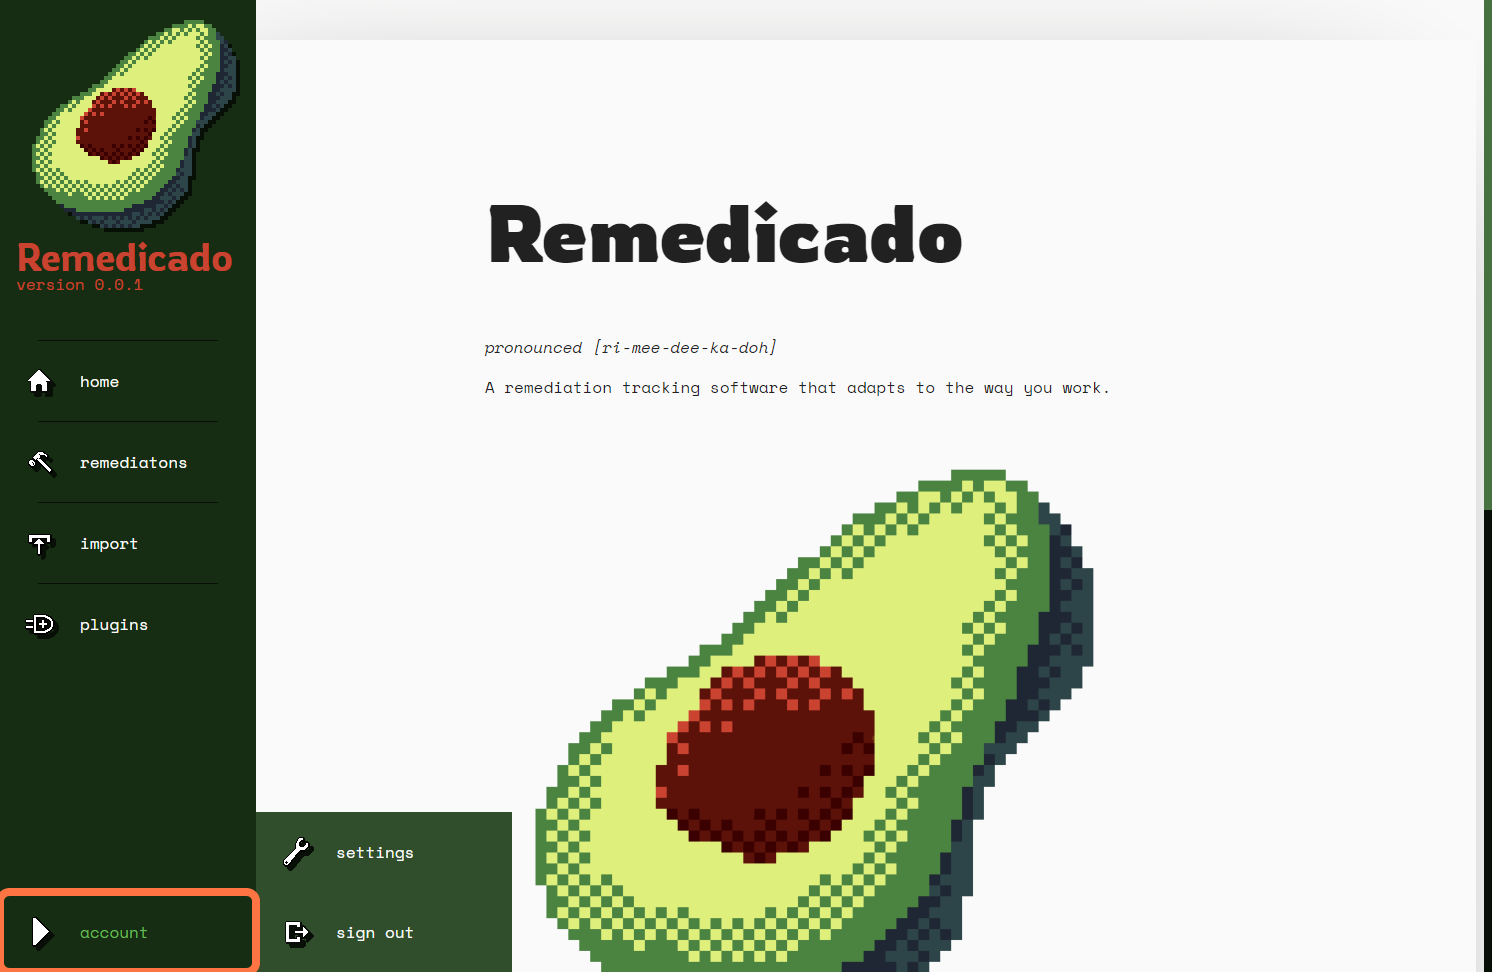 Remedicado
version 0.0.1
home
remediatons
import
plugins
account
settings
sign out
Remedicado
pronounced [ri-mee-dee-ka-doh]
A remediation tracking software that adapts to the way you work.